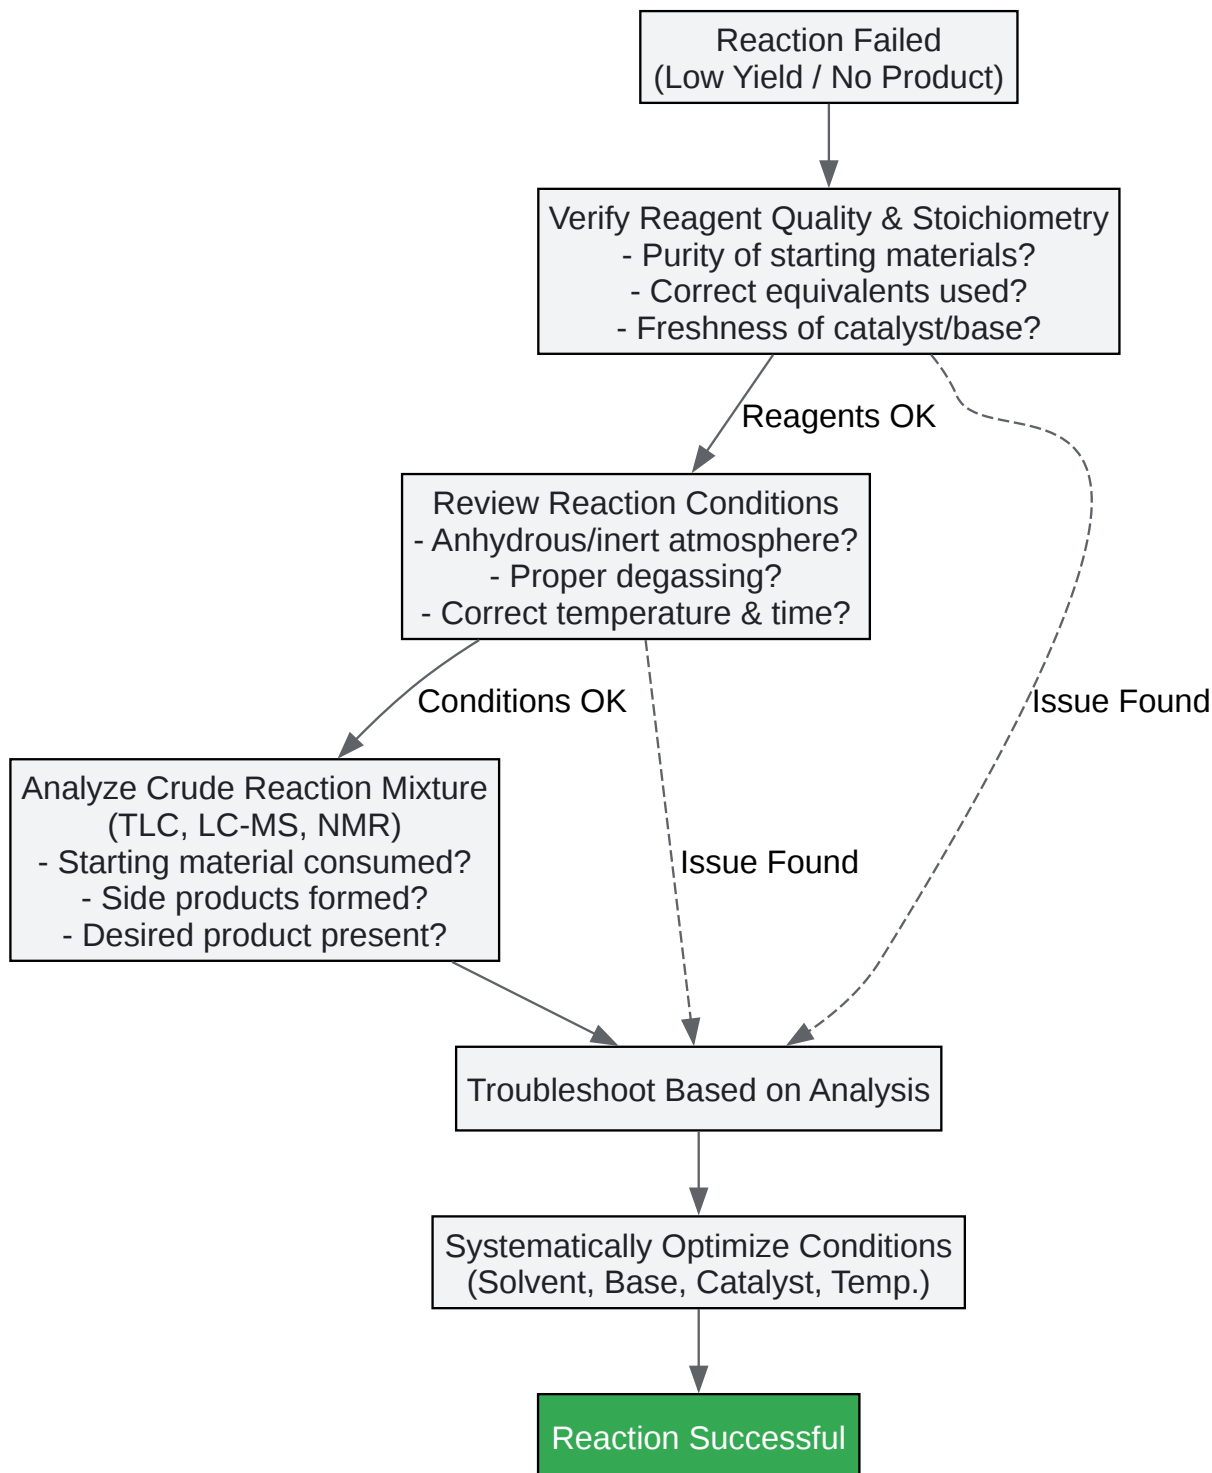 Reaction Failed
(Low Yield / No Product)
Verify Reagent Quality & Stoichiometry
- Purity of starting materials?
- Correct equivalents used?
- Freshness of catalyst/base?
Reagents OK
Review Reaction Conditions
- Anhydrous/inert atmosphere?
- Proper degassing?
- Correct temperature & time?
Conditions OK
Issue Found
Analyze Crude Reaction Mixture
(TLC, LC-MS, NMR)
- Starting material consumed?
- Side products formed?
- Desired product present?
Issue Found
Troubleshoot Based on Analysis
Systematically Optimize Conditions
(Solvent, Base, Catalyst, Temp.)
Reaction Successful